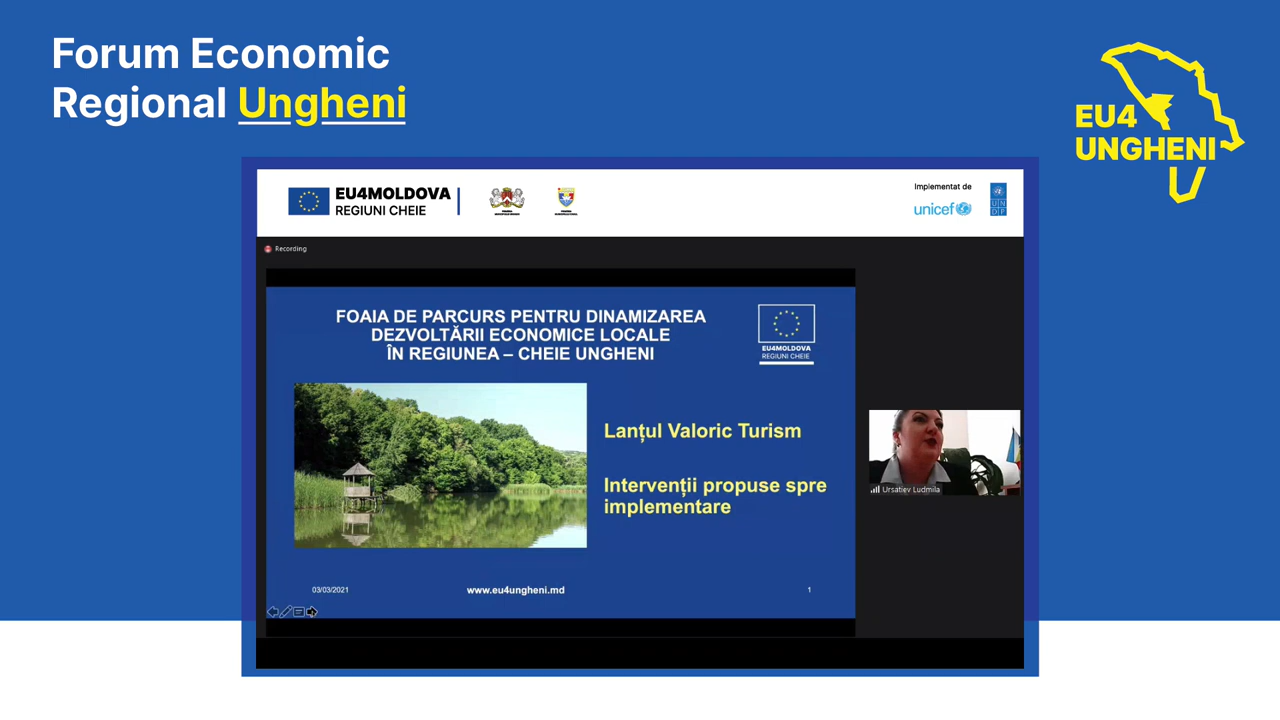 Forum Economic
Regional Ungheni
EU4
UNGHENI
EU4MOLDOVA
REGIUNI CHEIE
Implementat de
unicef
U N
D P
Recording
FOAIA DE PARCURS PENTRU DINAMIZAREA
DEZVOLTĂRII ECONOMICE LOCALE
ÎN REGIUNEA – CHEIE UNGHENI
EU4MOLDOVA
REGIUNI CHEIE
Lanțul Valoric Turism
Intervenții propuse spre
implementare
Ursatiev Ludmila
03/03/2021
www.eu4ungheni.md
1